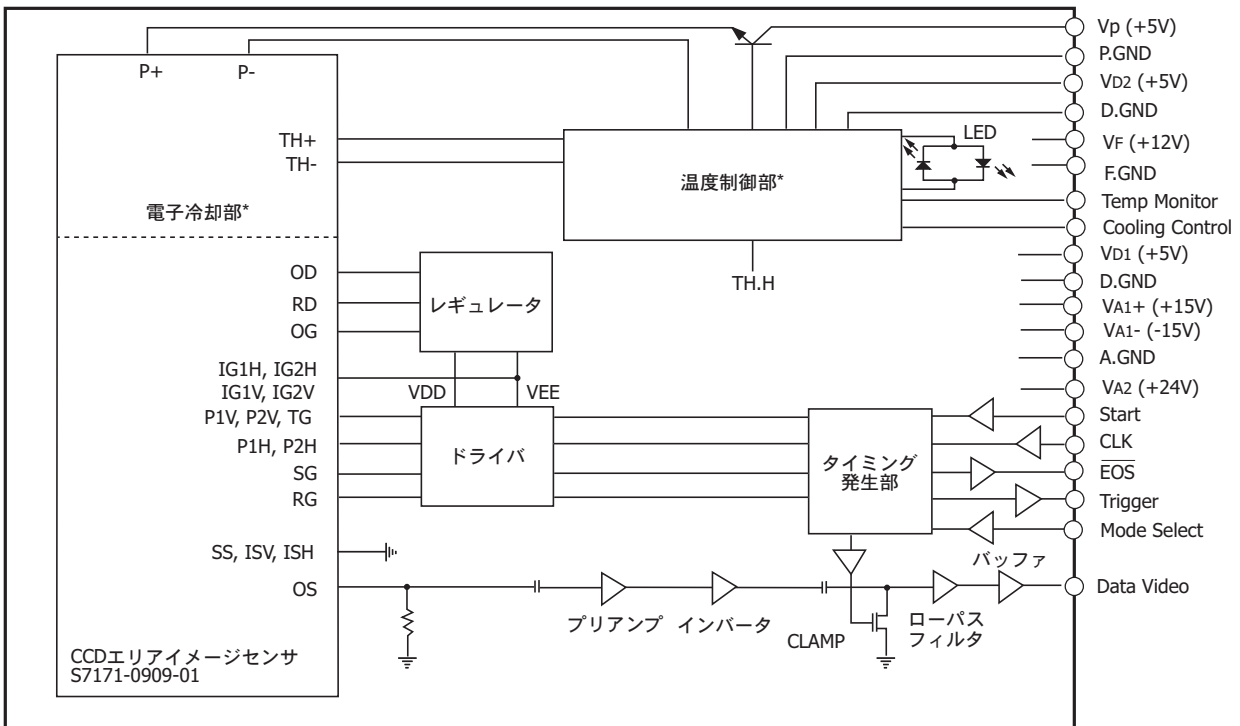 Vp (+5V)
P.GND
VD2 (+5V)
D.GND
VF (+12V)
F.GND
Temp Monitor
Cooling Control
VD1 (+5V)
D.GND
VA1+ (+15V)
VA1- (-15V)
A.GND
VA2 (+24V)
Start
CLK
EOS
Trigger
Mode Select
Data Video
P+
P-
TH+
TH-
電子冷却部*
温度制御部*
LED
TH.H
OD
RD
OG
レギュレータ
IG1H, IG2H
IG1V, IG2V
VDD
VEE
P1V, P2V, TG
P1H, P2H
SG
RG
ドライバ
タイミング
発生部
SS, ISV, ISH
OS
プリアンプ
インバータ
CLAMP
ローパス
フィルタ
バッファ
CCDエリアイメージセンサ
S7171-0909-01